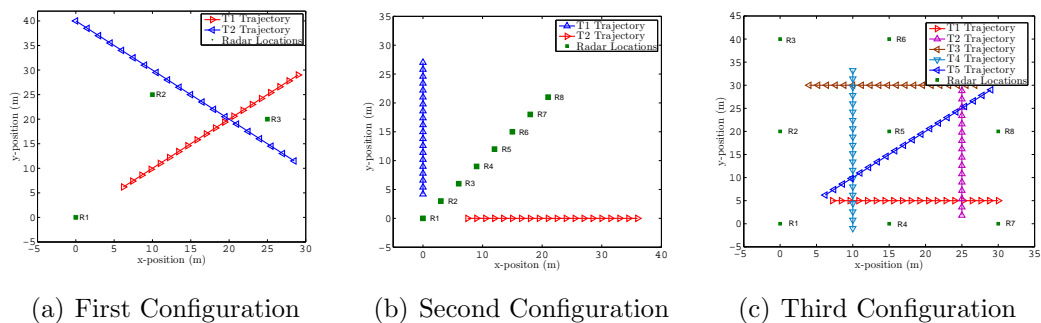 40
35
30
25
20
15
10
5
0
−5
−5 0 5 10 15 20 25 30
x-position (m)
y-position (m)
T1 Trajectory
T2 Trajectory
Radar Locations
R1
R2
R3
(a) First Configuration
35
30
25
20
15
10
5
0
−5
0 10 20 30 40
x-positon (m)
y-position (m)
T1 Trajectory
T2 Trajectory
Radar Locations
R8
R7
R6
R5
R4
R3
R2
R1
(b) Second Configuration
45
40
35
30
25
20
15
10
5
0
−5
−5 0 5 10 15 20 25 30 35
x-position (m)
y-position (m)
T1 Trajectory
T2 Trajectory
T3 Trajectory
T4 Trajectory
T5 Trajectory
Radar Locations
R3
R6
R2
R5
R8
R1
R4
R7
(c) Third Configuration